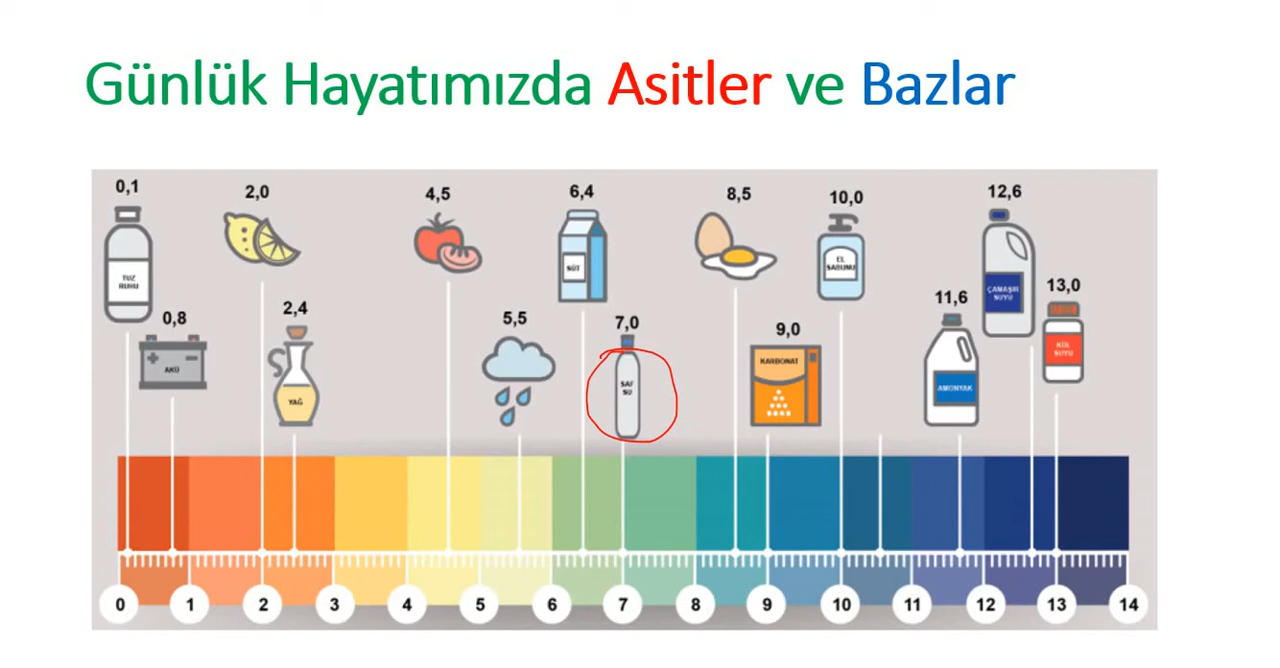 Günlük Hayatımızda Asitler ve Bazlar
0,1
TUZ
RUHU
0,8
AKÜ
2,0
2,4
YAĞ
4,5
5,5
6,4
SÜT
7,0
SAF
SU
8,5
9,0
KARBONAT
10,0
EL
SABUNU
11,6
AMONYAK
12,6
ÇAMAŞIR
SUYU
13,0
KÜL
SUYU
0 1 2 3 4 5 6 7 8 9 10 11 12 13 14